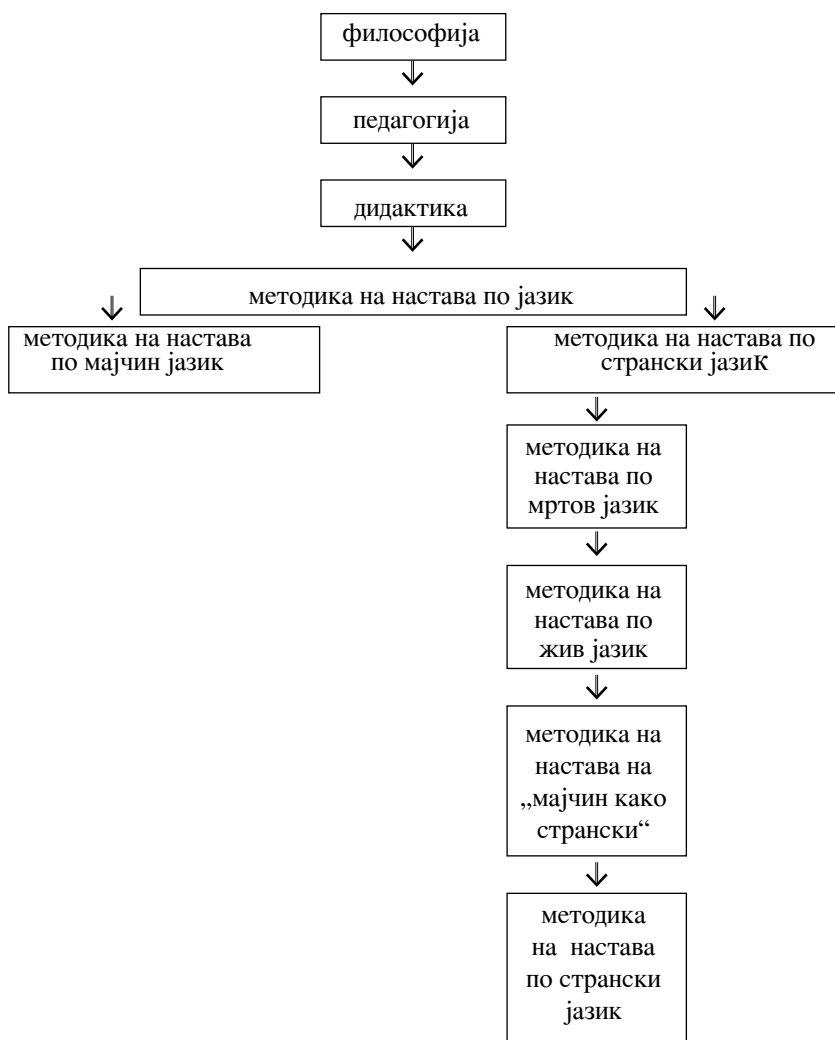 философија
педагогија
дидактика
методика на настава по јазик
методика на настава
по мајчин јазик
методика на настава по
странски јазиК
методика на
настава по
мртов јазик
методика на
настава по
жив јазик
методика на
настава на
„мајчин како
странски“
методика
на настава
по странски
јазик